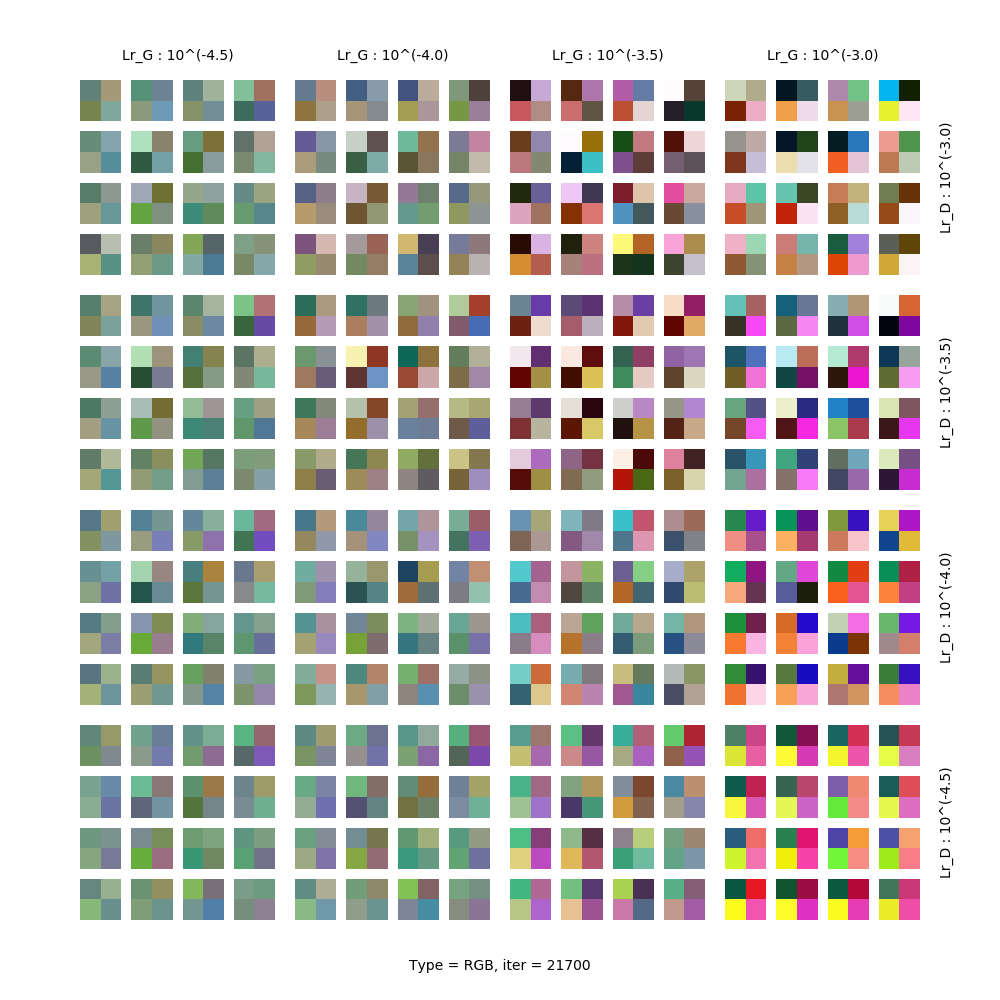 Lr_G : 10^(-4.5)
Lr_G : 10^(-4.0)
Lr_G : 10^(-3.5)
Lr_G : 10^(-3.0)
Lr_D : 10^(-3.0)
Lr_D : 10^(-3.5)
Lr_D : 10^(-4.0)
Lr_D : 10^(-4.5)
Type = RGB, iter = 21700